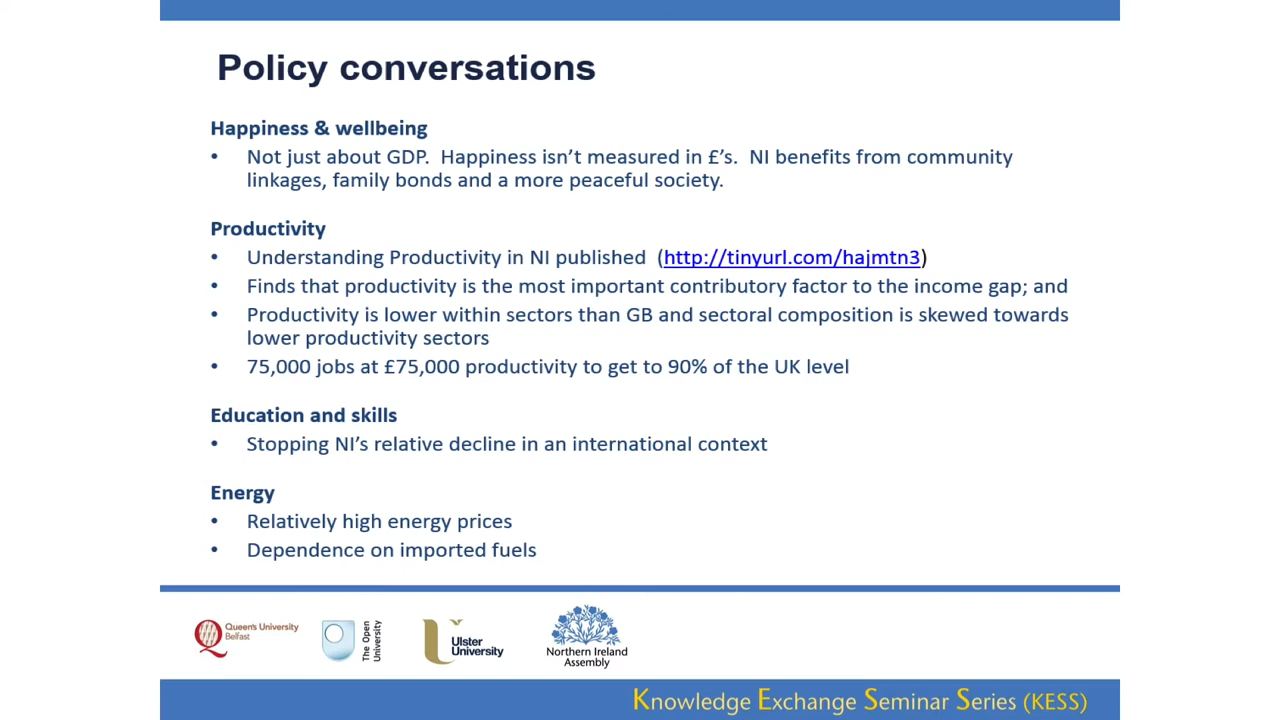 Policy conversations
Happiness & wellbeing
• Not just about GDP.  Happiness isn't measured in £'s.  NI benefits from community
linkages, family bonds and a more peaceful society.
Productivity
• Understanding Productivity in NI published  (http://tinyurl.com/hajmtn3)
• Finds that productivity is the most important contributory factor to the income gap; and
• Productivity is lower within sectors than GB and sectoral composition is skewed towards
lower productivity sectors
• 75,000 jobs at £75,000 productivity to get to 90% of the UK level
Education and skills
• Stopping NI's relative decline in an international context
Energy
• Relatively high energy prices
• Dependence on imported fuels
Queen's University
Belfast
The Open
University
Ulster
University
Northern Ireland
Assembly
Knowledge Exchange Seminar Series (KESS)